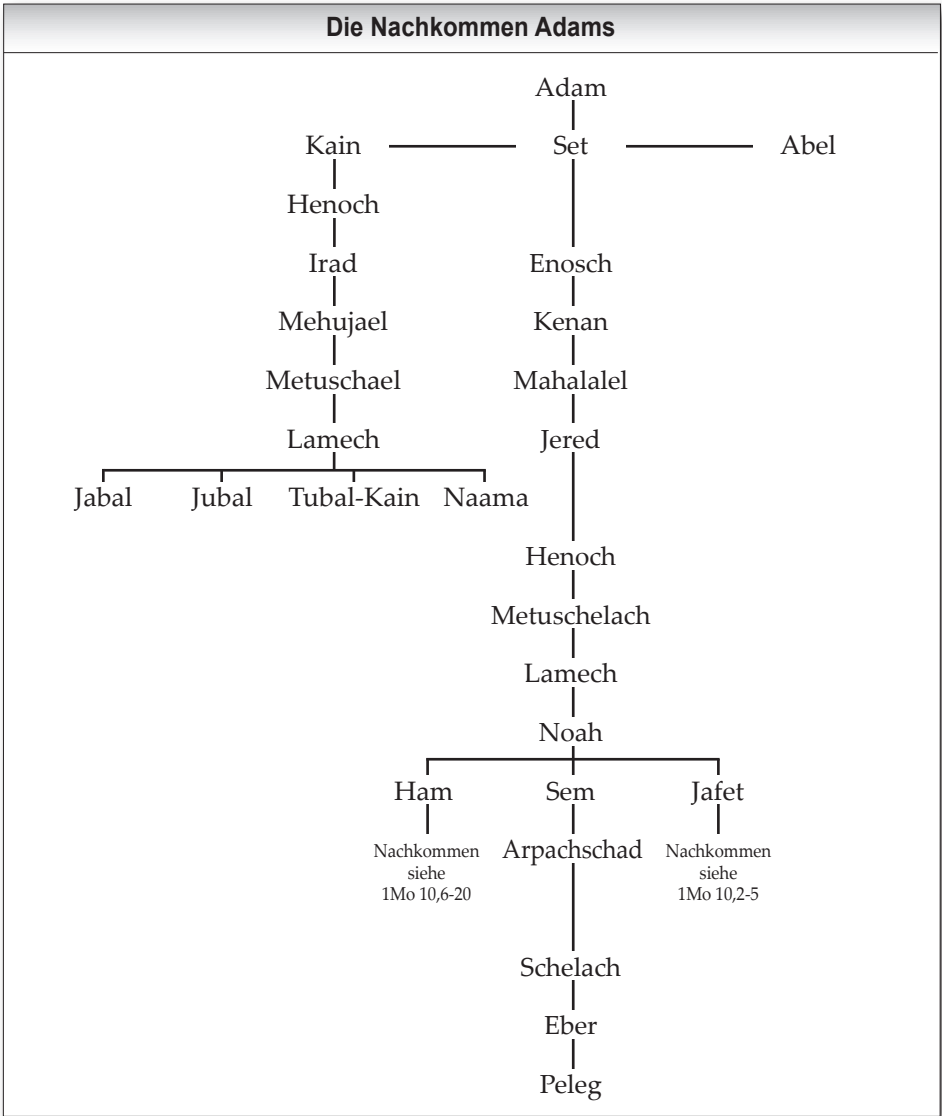 Die Nachkommen Adams
Adam
Kain Set Abel
Henoch
Irad Enosch
Mehujael Kenan
Metuschael Mahalalel
Lamech Jered
Jabal Jubal Tubal-Kain Naama
Henoch
Metuschelach
Lamech
Noah
Ham Sem Jafet
Nachkommen Arpachschad Nachkommen
siehe siehe
1Mo 10,6-20 1Mo 10,2-5
Schelach
Eber
Peleg